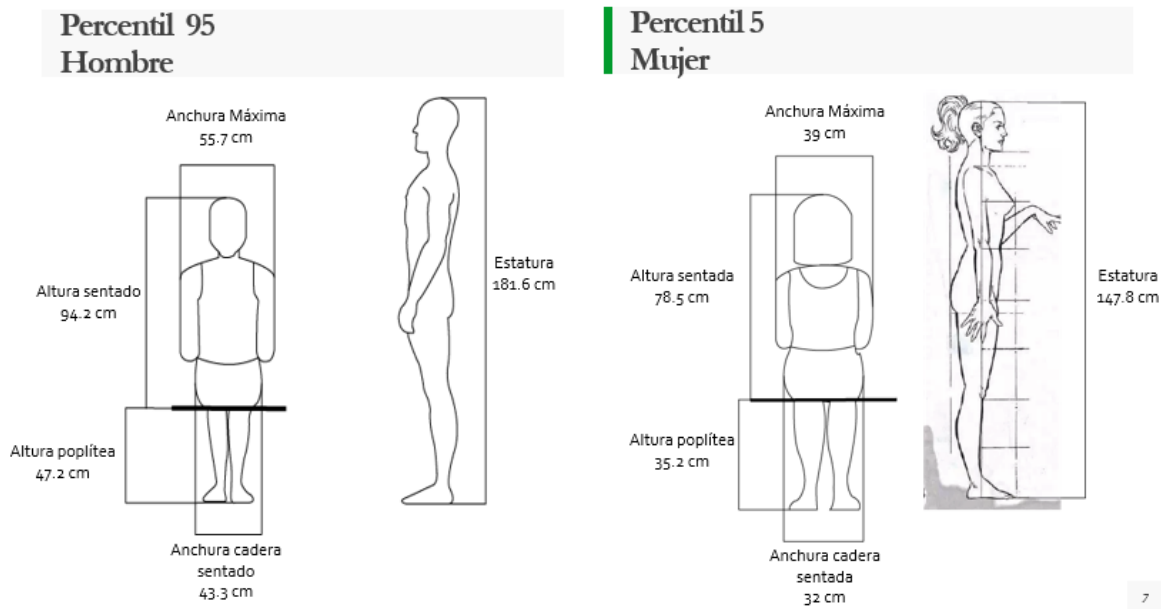 Percentil 95
Hombre
Anchura Máxima
55.7 cm
Altura sentado
94.2 cm
Estatura
181.6 cm
Altura poplítea
47.2 cm
Anchura cadera
sentado
43.3 cm
Percentil 5
Mujer
Anchura Máxima
39 cm
Altura sentada
78.5 cm
Estatura
147.8 cm
Altura poplítea
35.2 cm
Anchura cadera
sentada
32 cm
7